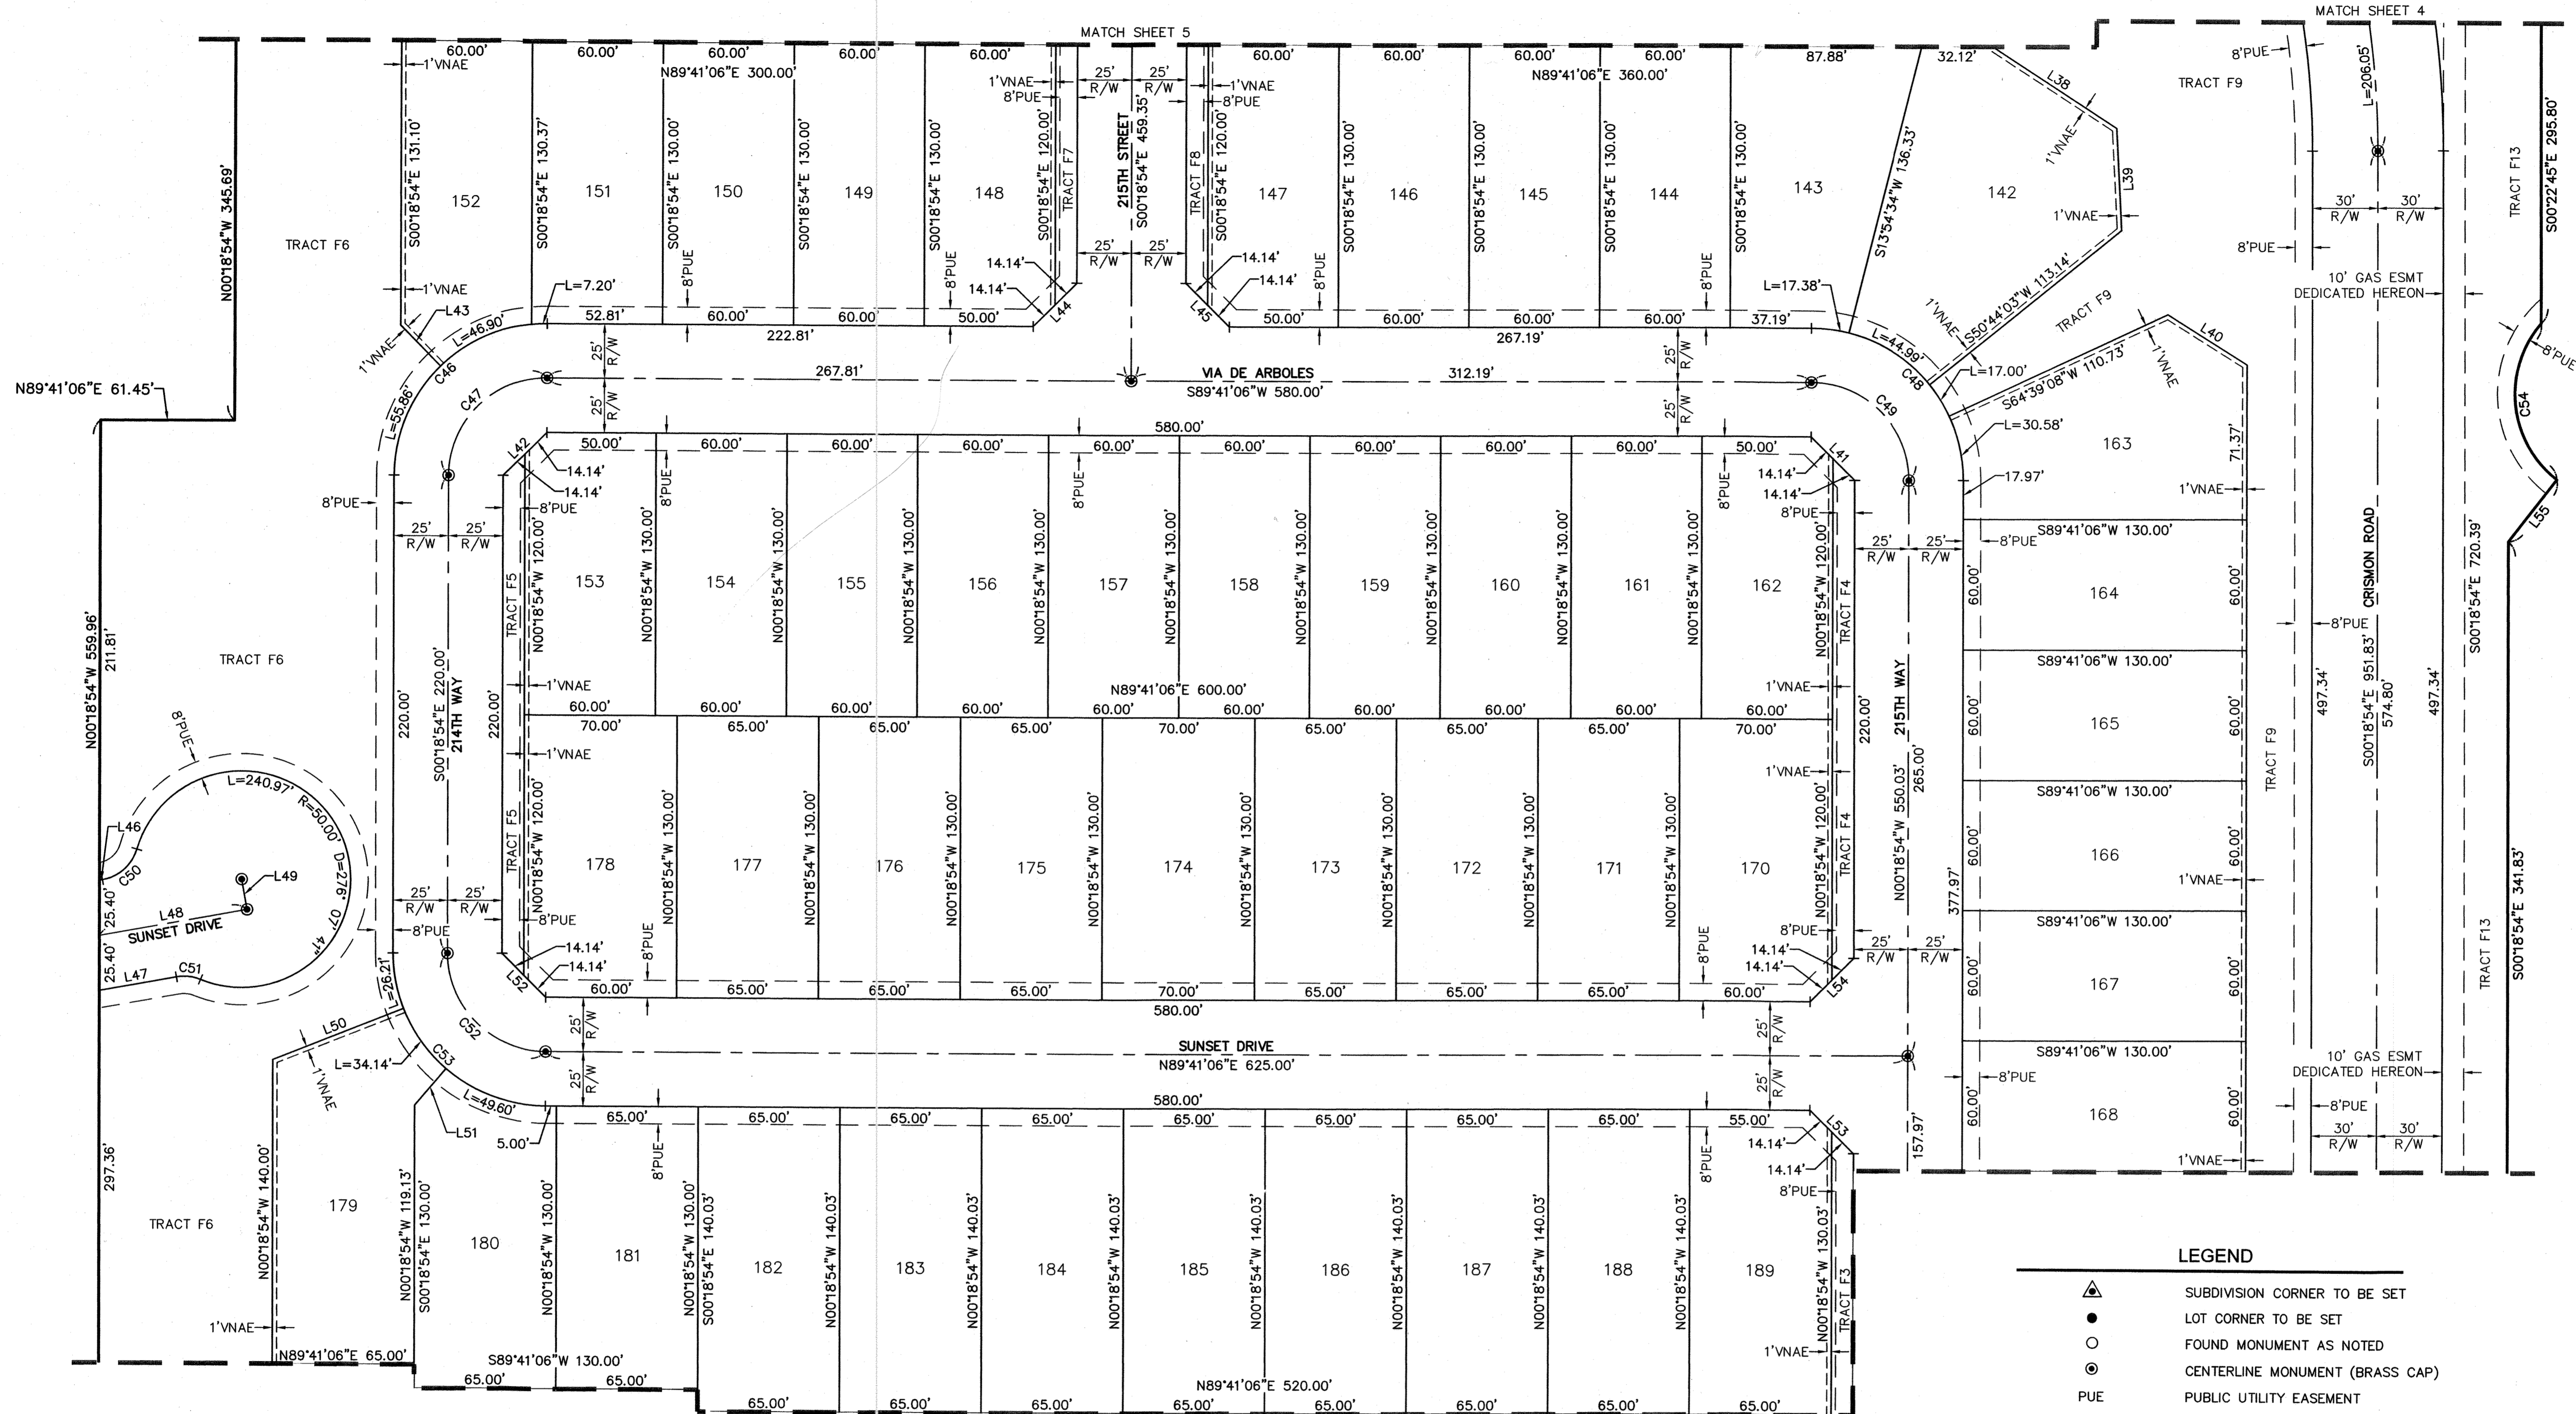 MATCH SHEET 4
MATCH SHEET 5
60.00' 60.00' 60.00' 60.00' 60.00' 60.00' 60.00' 60.00' 60.00' 87.88' 32.12'
N89°41'06"E 300.00'
N89°41'06"E 360.00'
1'VNAE
1'VNAE
8'PUE
25' R/W
25' R/W
1'VNAE
8'PUE
L38
1'VNAE
TRACT F9
8'PUE
L=206.05'
N00°18'54"W 345.69'
TRACT F6
S00°18'54"E 131.10'
152
S00°18'54"E 130.37'
151
S00°18'54"E 130.00'
150
S00°18'54"E 130.00'
149
S00°18'54"E 130.00'
148
S00°18'54"E 120.00'
TRACT F7
215TH STREET
S00°18'54"E 459.35'
TRACT F8
S00°18'54"E 120.00'
147
S00°18'54"E 130.00'
146
S00°18'54"E 130.00'
145
S00°18'54"E 130.00'
144
S00°18'54"E 130.00'
143
S13°54'34"W 136.33'
142
L39
1'VNAE
30' R/W
30' R/W
8'PUE
TRACT F13
S00°22'45"E 295.80'
10' GAS ESMT
DEDICATED HEREON
25' R/W
25' R/W
14.14'
14.14'
14.14'
14.14'
8'PUE
8'PUE
8'PUE
8'PUE
1'VNAE
L43
1'VNAE
L=7.20'
L=46.90'
C46
L=55.86'
52.81' 60.00' 60.00' 50.00'
222.81'
L44
L45
50.00' 60.00' 60.00' 60.00' 37.19'
267.19'
L=17.38'
L=44.99'
C48
L=17.00'
1'VNAE
S50°44'03"W 113.14'
TRACT F9
S64°39'08"W 110.73'
1'VNAE
L40
8'PUE
C54
L55
N89°41'06"E 61.45'
C47
25' R/W
25' R/W
267.81'
VIA DE ARBOLES
S89°41'06"W 580.00'
312.19'
25' R/W
25' R/W
C49
L=30.58'
17.97'
163
71.37'
1'VNAE
L42
580.00'
50.00' 60.00' 60.00' 60.00' 60.00' 60.00' 60.00' 60.00' 60.00' 50.00'
L41
14.14'
14.14'
14.14'
14.14'
8'PUE
8'PUE
8'PUE
8'PUE
8'PUE
8'PUE
25' R/W
25' R/W
25' R/W
25' R/W
8'PUE
S89°41'06"W 130.00'
TRACT F5
N00°18'54"W 120.00'
153
N00°18'54"W 130.00'
154
N00°18'54"W 130.00'
155
N00°18'54"W 130.00'
156
N00°18'54"W 130.00'
157
N00°18'54"W 130.00'
158
N00°18'54"W 130.00'
159
N00°18'54"W 130.00'
160
N00°18'54"W 130.00'
161
N00°18'54"W 130.00'
162
N00°18'54"W 120.00'
TRACT F4
60.00'
164
60.00'
8'PUE
CRISMON ROAD
S00°18'54"E 951.83'
574.80'
497.34'
497.34'
S00°18'54"E 720.39'
N00°18'54"W 559.96'
211.81'
TRACT F6
S89°41'06"W 130.00'
220.00'
S00°18'54"E 220.00'
214TH WAY
220.00'
1'VNAE
N89°41'06"E 600.00'
1'VNAE
60.00' 60.00' 60.00' 60.00' 60.00' 60.00' 60.00' 60.00' 60.00' 60.00'
70.00' 65.00' 65.00' 65.00' 70.00' 65.00' 65.00' 65.00' 70.00'
220.00'
215TH WAY
N00°18'54"W 550.03'
265.00'
60.00'
165
60.00'
TRACT F9
8'PUE
1'VNAE
1'VNAE
S89°41'06"W 130.00'
L=240.97' R=50.00' D=276° 07' 41"
L46
C50
25.40'
L49
L48
SUNSET DRIVE
25.40'
L47
C51
TRACT F5
N00°18'54"W 120.00'
178
N00°18'54"W 130.00'
177
N00°18'54"W 130.00'
176
N00°18'54"W 130.00'
175
N00°18'54"W 130.00'
174
N00°18'54"W 130.00'
173
N00°18'54"W 130.00'
172
N00°18'54"W 130.00'
171
N00°18'54"W 130.00'
170
N00°18'54"W 120.00'
TRACT F4
377.97'
60.00'
166
60.00'
1'VNAE
S89°41'06"W 130.00'
25' R/W
25' R/W
8'PUE
8'PUE
8'PUE
8'PUE
8'PUE
25' R/W
25' R/W
14.14'
14.14'
14.14'
14.14'
L52
L54
60.00'
167
60.00'
TRACT F13
S00°18'54"E 341.83'
60.00' 65.00' 65.00' 65.00' 70.00' 65.00' 65.00' 65.00' 60.00'
580.00'
L=26.21'
L50
L=34.14'
C52
C53
25' R/W
25' R/W
SUNSET DRIVE
N89°41'06"E 625.00'
25' R/W
25' R/W
S89°41'06"W 130.00'
10' GAS ESMT
DEDICATED HEREON
1'VNAE
L=49.60'
L51
5.00'
580.00'
65.00' 65.00' 65.00' 65.00' 65.00' 65.00' 65.00' 55.00'
8'PUE
8'PUE
L53
14.14'
14.14'
8'PUE
157.97'
60.00'
8'PUE
168
60.00'
1'VNAE
8'PUE
30' R/W
30' R/W
297.36'
TRACT F6
N00°18'54"W 140.00'
179
N00°18'54"W 119.13'
S00°18'54"E 130.00'
180
N00°18'54"W 130.00'
181
N00°18'54"W 130.00'
S00°18'54"E 140.03'
182
N00°18'54"W 140.03'
183
N00°18'54"W 140.03'
184
N00°18'54"W 140.03'
185
N00°18'54"W 140.03'
186
N00°18'54"W 140.03'
187
N00°18'54"W 140.03'
188
N00°18'54"W 140.03'
189
N00°18'54"W 130.03'
TRACT F3
1'VNAE
1'VNAE
N89°41'06"E 65.00'
S89°41'06"W 130.00'
65.00' 65.00'
N89°41'06"E 520.00'
65.00' 65.00' 65.00' 65.00' 65.00' 65.00' 65.00' 65.00'
LEGEND
SUBDIVISION CORNER TO BE SET
LOT CORNER TO BE SET
FOUND MONUMENT AS NOTED
CENTERLINE MONUMENT (BRASS CAP)
PUE PUBLIC UTILITY EASEMENT